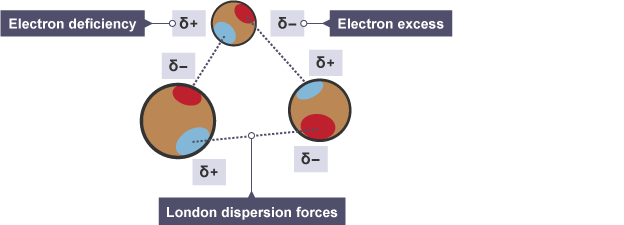 Electron deficiency
δ+
δ−
Electron excess
δ−
δ+
δ+
δ−
London dispersion forces